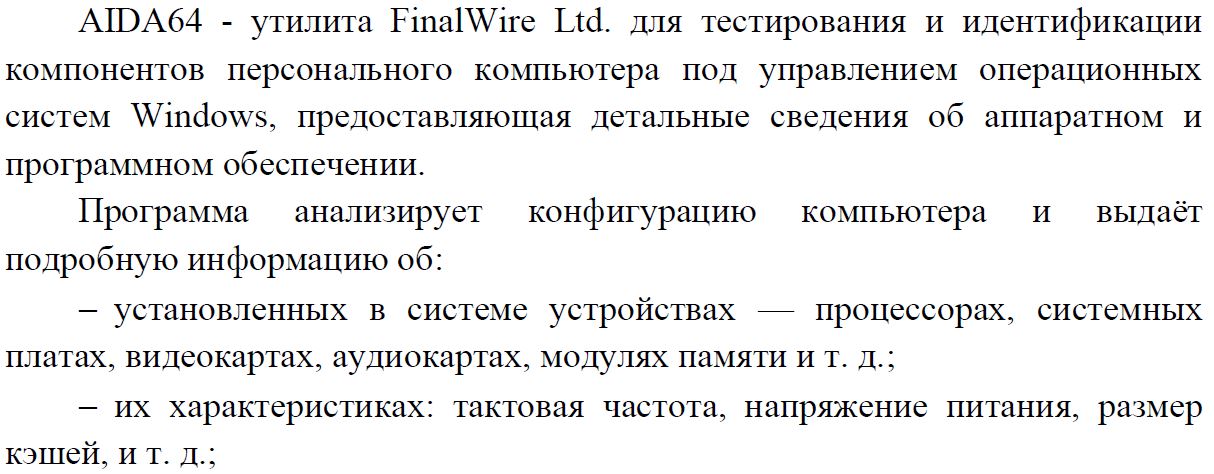 AIDA64 - утилита FinalWire Ltd. для тестирования и идентификации
компонентов персонального компьютера под управлением операционных
систем Windows, предоставляющая детальные сведения об аппаратном и
программном обеспечении.
Программа анализирует конфигурацию компьютера и выдаёт
подробную информацию об:
– установленных в системе устройствах — процессорах, системных
платах, видеокартах, аудиокартах, модулях памяти и т. д.;
– их характеристиках: тактовая частота, напряжение питания, размер
кэшей, и т. д.;